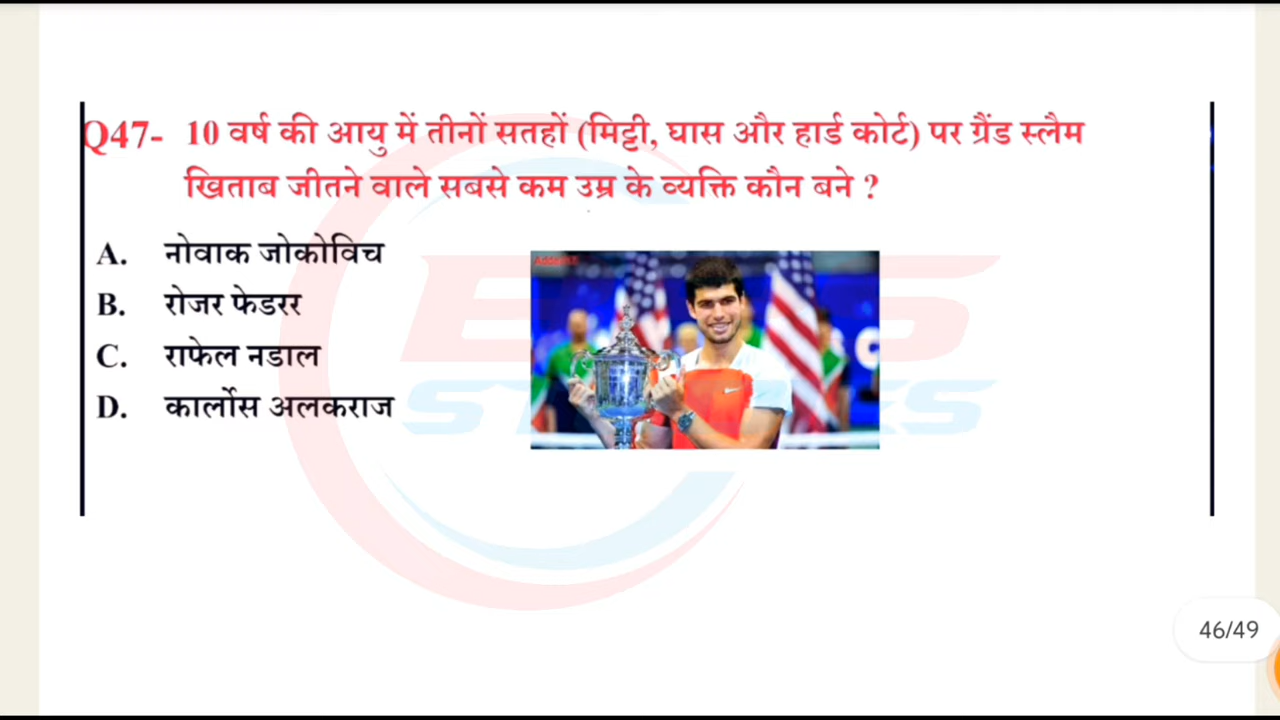 Q47- 10 वर्ष की आयु में तीनों सतहों (मिट्टी, घास और हार्ड कोर्ट) पर ग्रैंड स्लैम
खिताब जीतने वाले सबसे कम उम्र के व्यक्ति कौन बने ?
A. नोवाक जोकोविच
B. रोजर फेडरर
C. राफेल नडाल
D. कार्लोस अलकराज
46/49